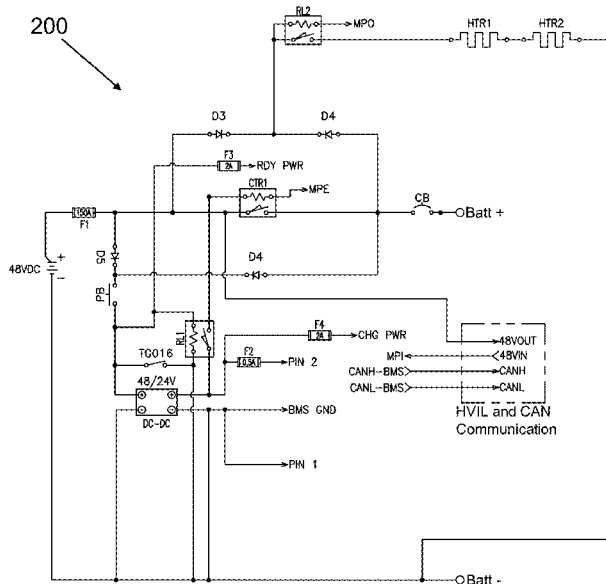 RL2
MPO
HTR1 HTR2
200
D3 D4
F3
2A
RDY PWR
CTR1
MPE
CB
Batt +
100A
F1
48VDC
+
-
D5
D4
PB
RL1
F4
2A
CHG PWR
48VOUT
TG016
F2
0.5A
PIN 2
MPI
48VIN
CANH-BMS
CANH
48/24V
CANL-BMS
CANL
DC-DC
BMS GND
HVIL and CAN
Communication
PIN 1
Batt -